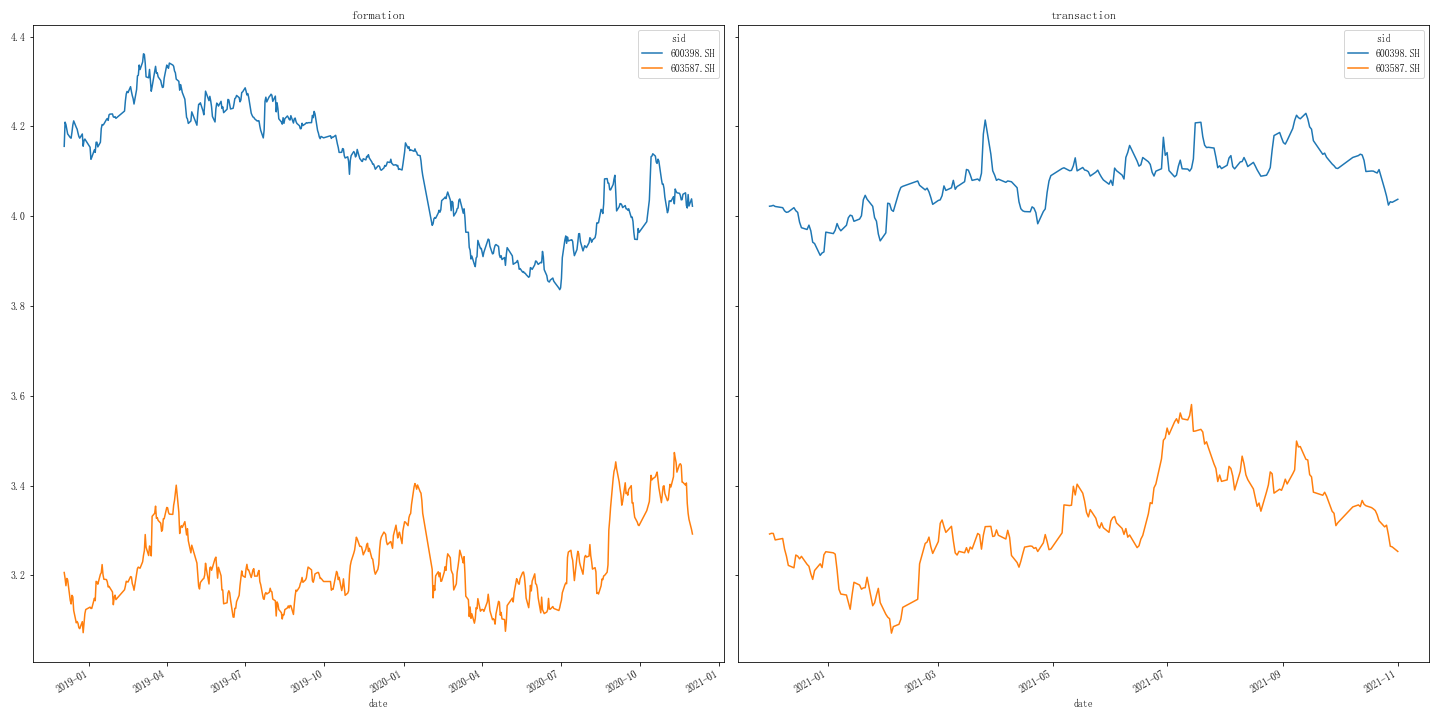 formation
sid
600398.SH
603587.SH
4.4
4.2
4.0
3.8
3.6
3.4
3.2
2019-01
2019-04
2019-07
2019-10
2020-01
2020-04
2020-07
2020-10
2021-01
date
transaction
sid
600398.SH
603587.SH
2021-01
2021-03
2021-05
2021-07
2021-09
2021-11
date